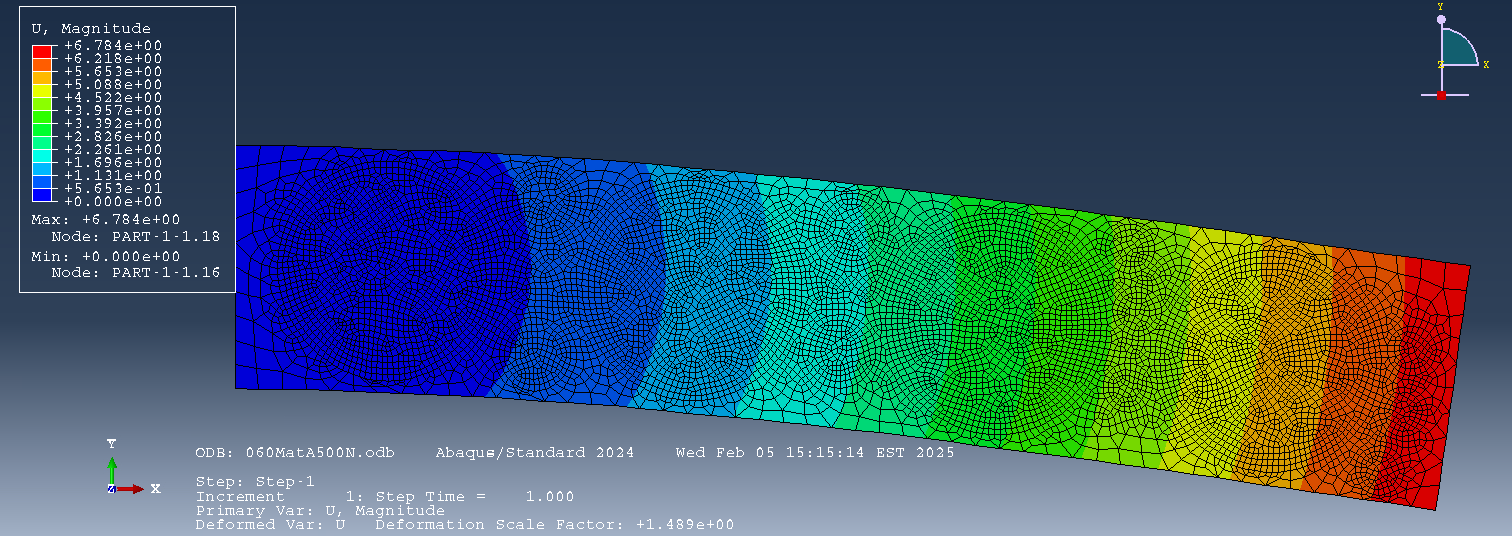 U, Magnitude
+6.784e+00
+6.218e+00
+5.653e+00
+5.088e+00
+4.522e+00
+3.957e+00
+3.392e+00
+2.826e+00
+2.261e+00
+1.696e+00
+1.131e+00
+5.653e-01
+0.000e+00
Max: +6.784e+00
Node: PART-1-1.18
Min: +0.000e+00
Node: PART-1-1.16
Y
Z X
Y
Z X
ODB: 060MatA500N.odb Abaqus/Standard 2024 Wed Feb 05 15:15:14 EST 2025
Step: Step-1
Increment 1: Step Time = 1.000
Primary Var: U, Magnitude
Deformed Var: U Deformation Scale Factor: +1.489e+00